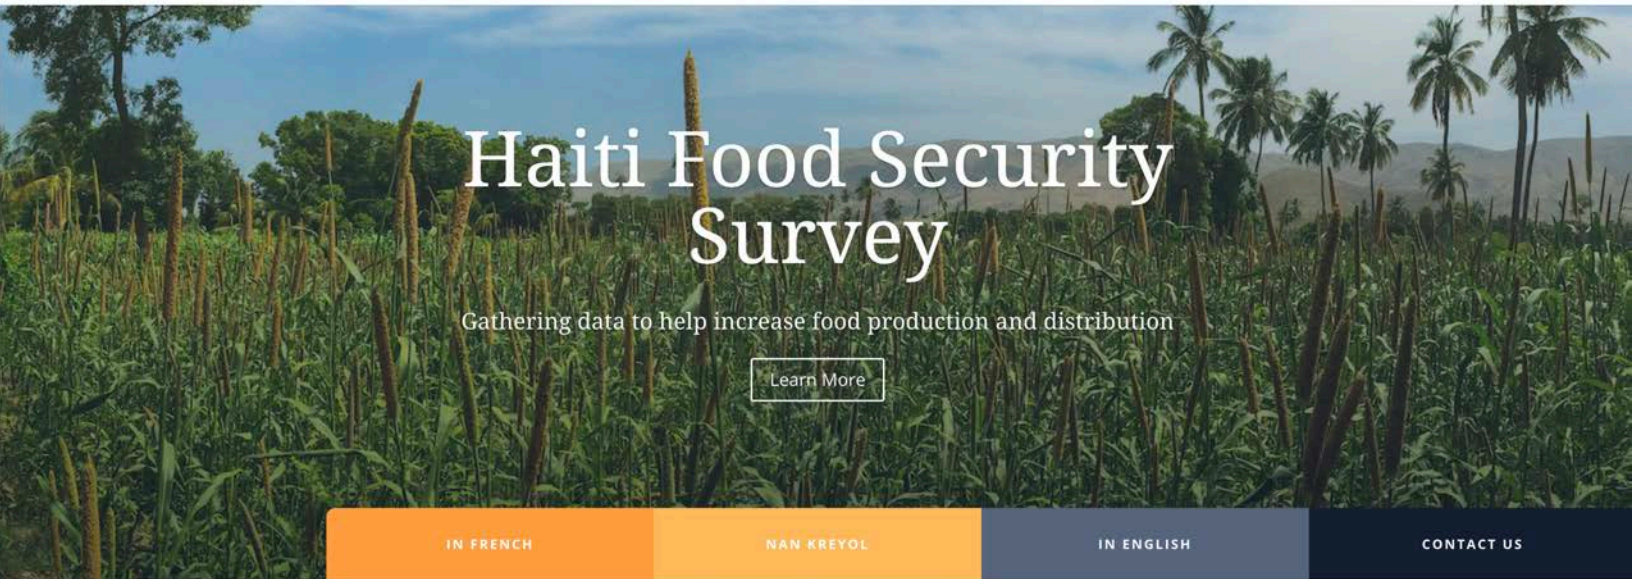 Haiti Food Security
Survey
Gathering data to help increase food production and distribution
Learn More
IN FRENCH
NAN KREYOL
IN ENGLISH
CONTACT US